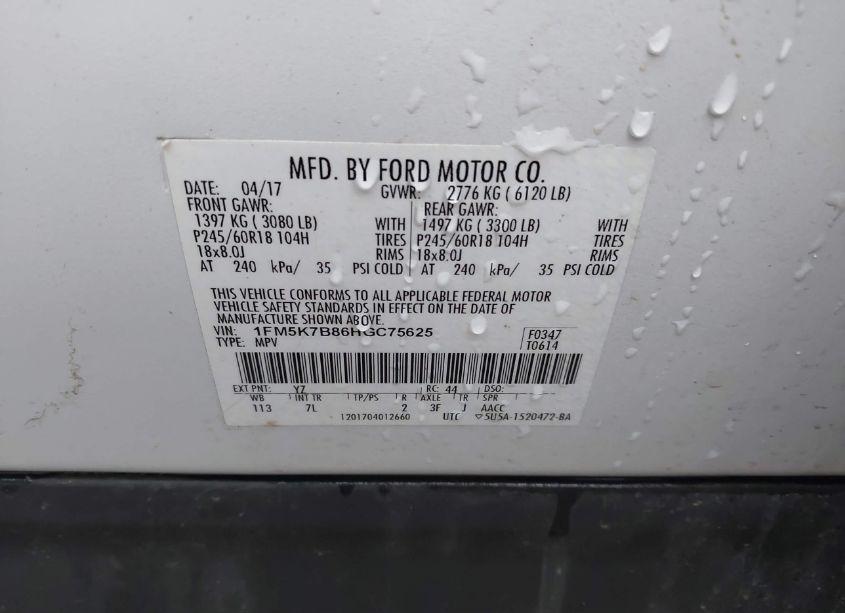 MFD. BY FORD MOTOR CO.
DATE: 04/17 GVWR: 2776 KG ( 6120 LB)
FRONT GAWR: REAR GAWR:
1397 KG ( 3080 LB) WITH 1497 KG ( 3300 LB) WITH
P245/60R18 104H TIRES P245/60R18 104H TIRES
18x8.0J RIMS 18x8.0J RIMS
AT 240 kPa/ 35 PSI COLD AT 240 kPa/ 35 PSI COLD
THIS VEHICLE CONFORMS TO ALL APPLICABLE FEDERAL MOTOR
VEHICLE SAFETY STANDARDS IN EFFECT ON THE DATE OF
MANUFACTURE SHOWN ABOVE.
VIN: 1FM5K7B86HGC75625 F0347
TYPE: MPV T0614
EXT PNT: YZ RC: 44 DSO:
WB INT TR TP/PS R AXLE TR SPR
113 7L 2 3F J AACC
1201704012660 UTC ▽5U5A-1520472-BA